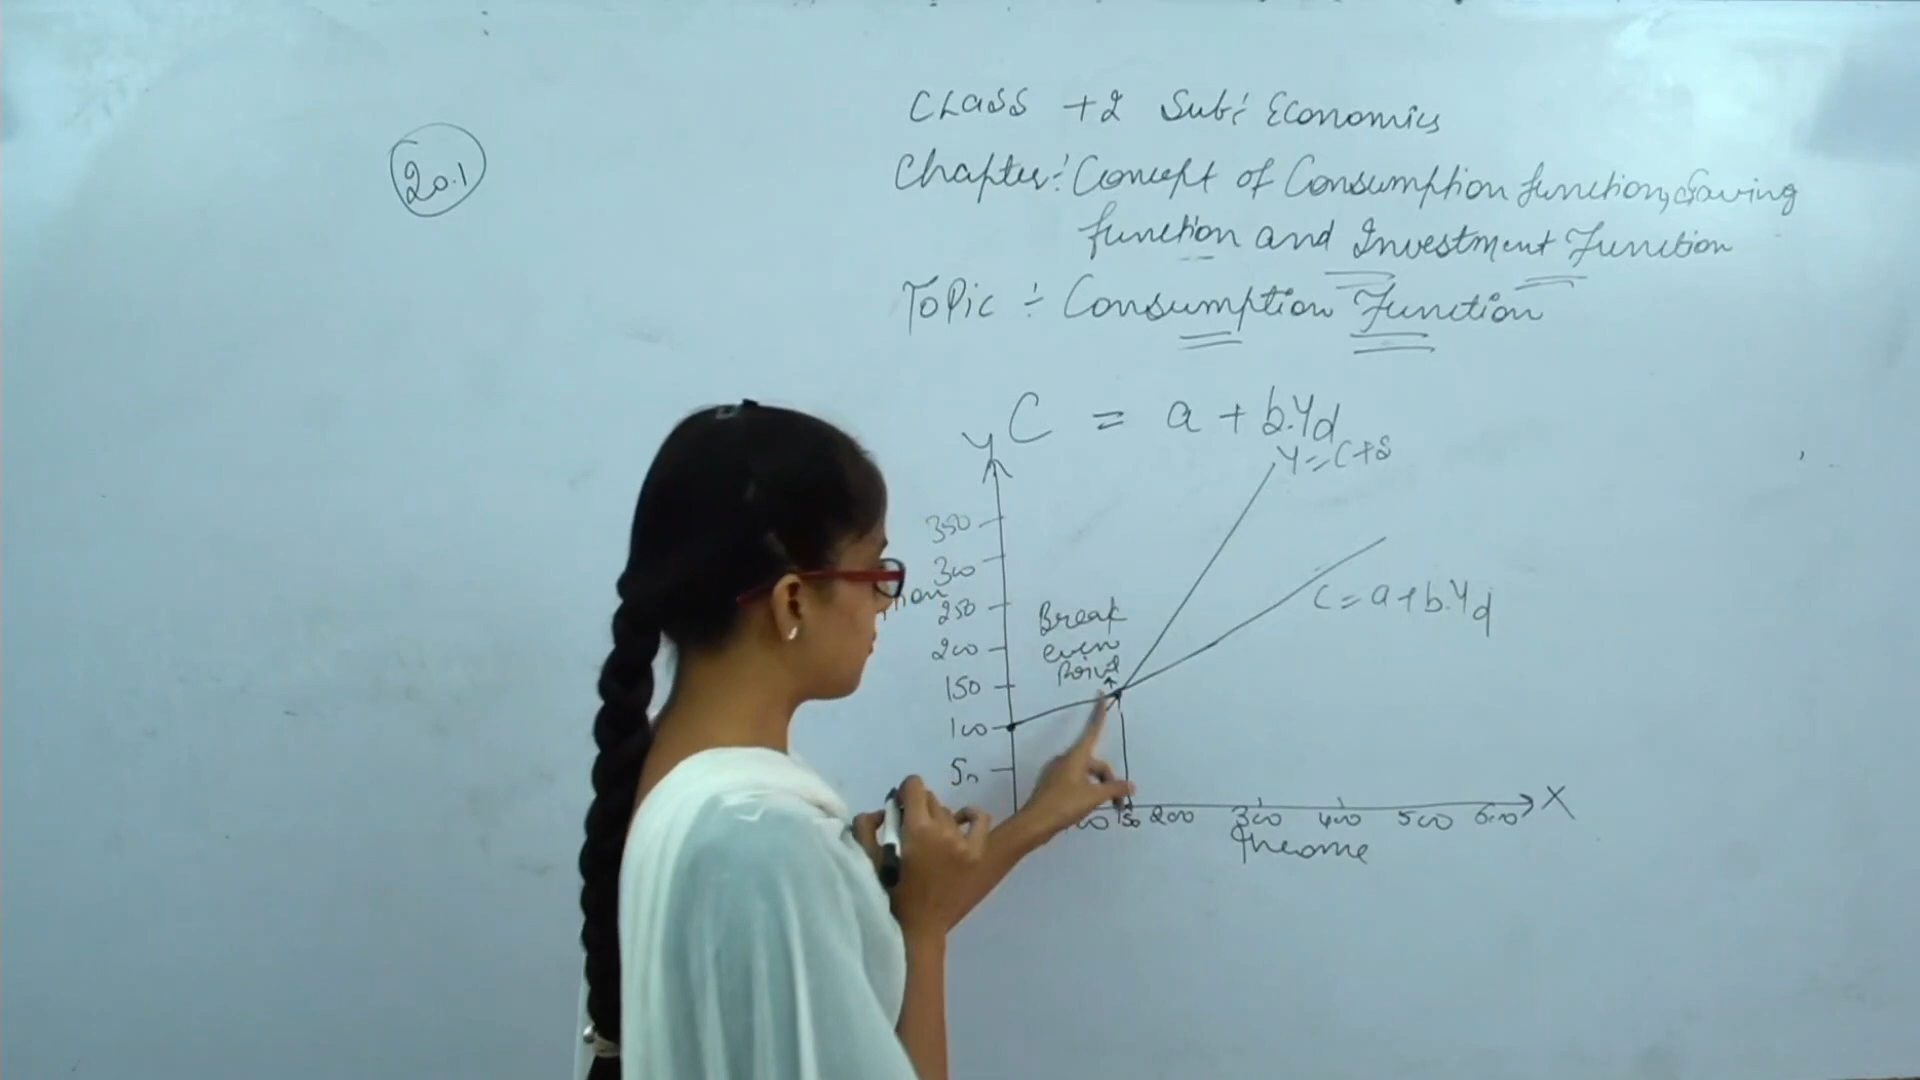 20.1
Class +2 Sub: Economics
Chapter: Concept of Consumption function, Saving
function and Investment Function
Topic ÷ Consumption Function
C = a + b.Yd
Y
Y=C+S
350
300
250
200
150
100
50
Break
even
Point
C=a+b.Yd
150 200 300 400 500 600 X
Income